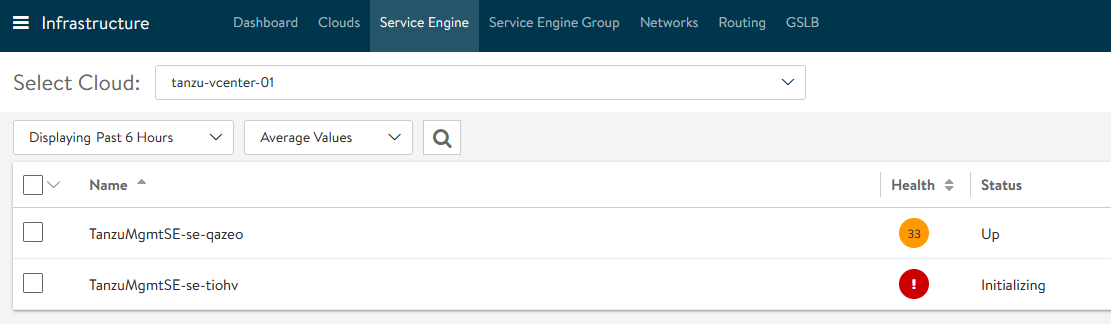 Infrastructure Dashboard Clouds Service Engine Service Engine Group Networks Routing GSLB
Select Cloud: tanzu-vcenter-01
Displaying Past 6 Hours Average Values
Name Health Status
TanzuMgmtSE-se-qazeo 33 Up
TanzuMgmtSE-se-tiohv ! Initializing